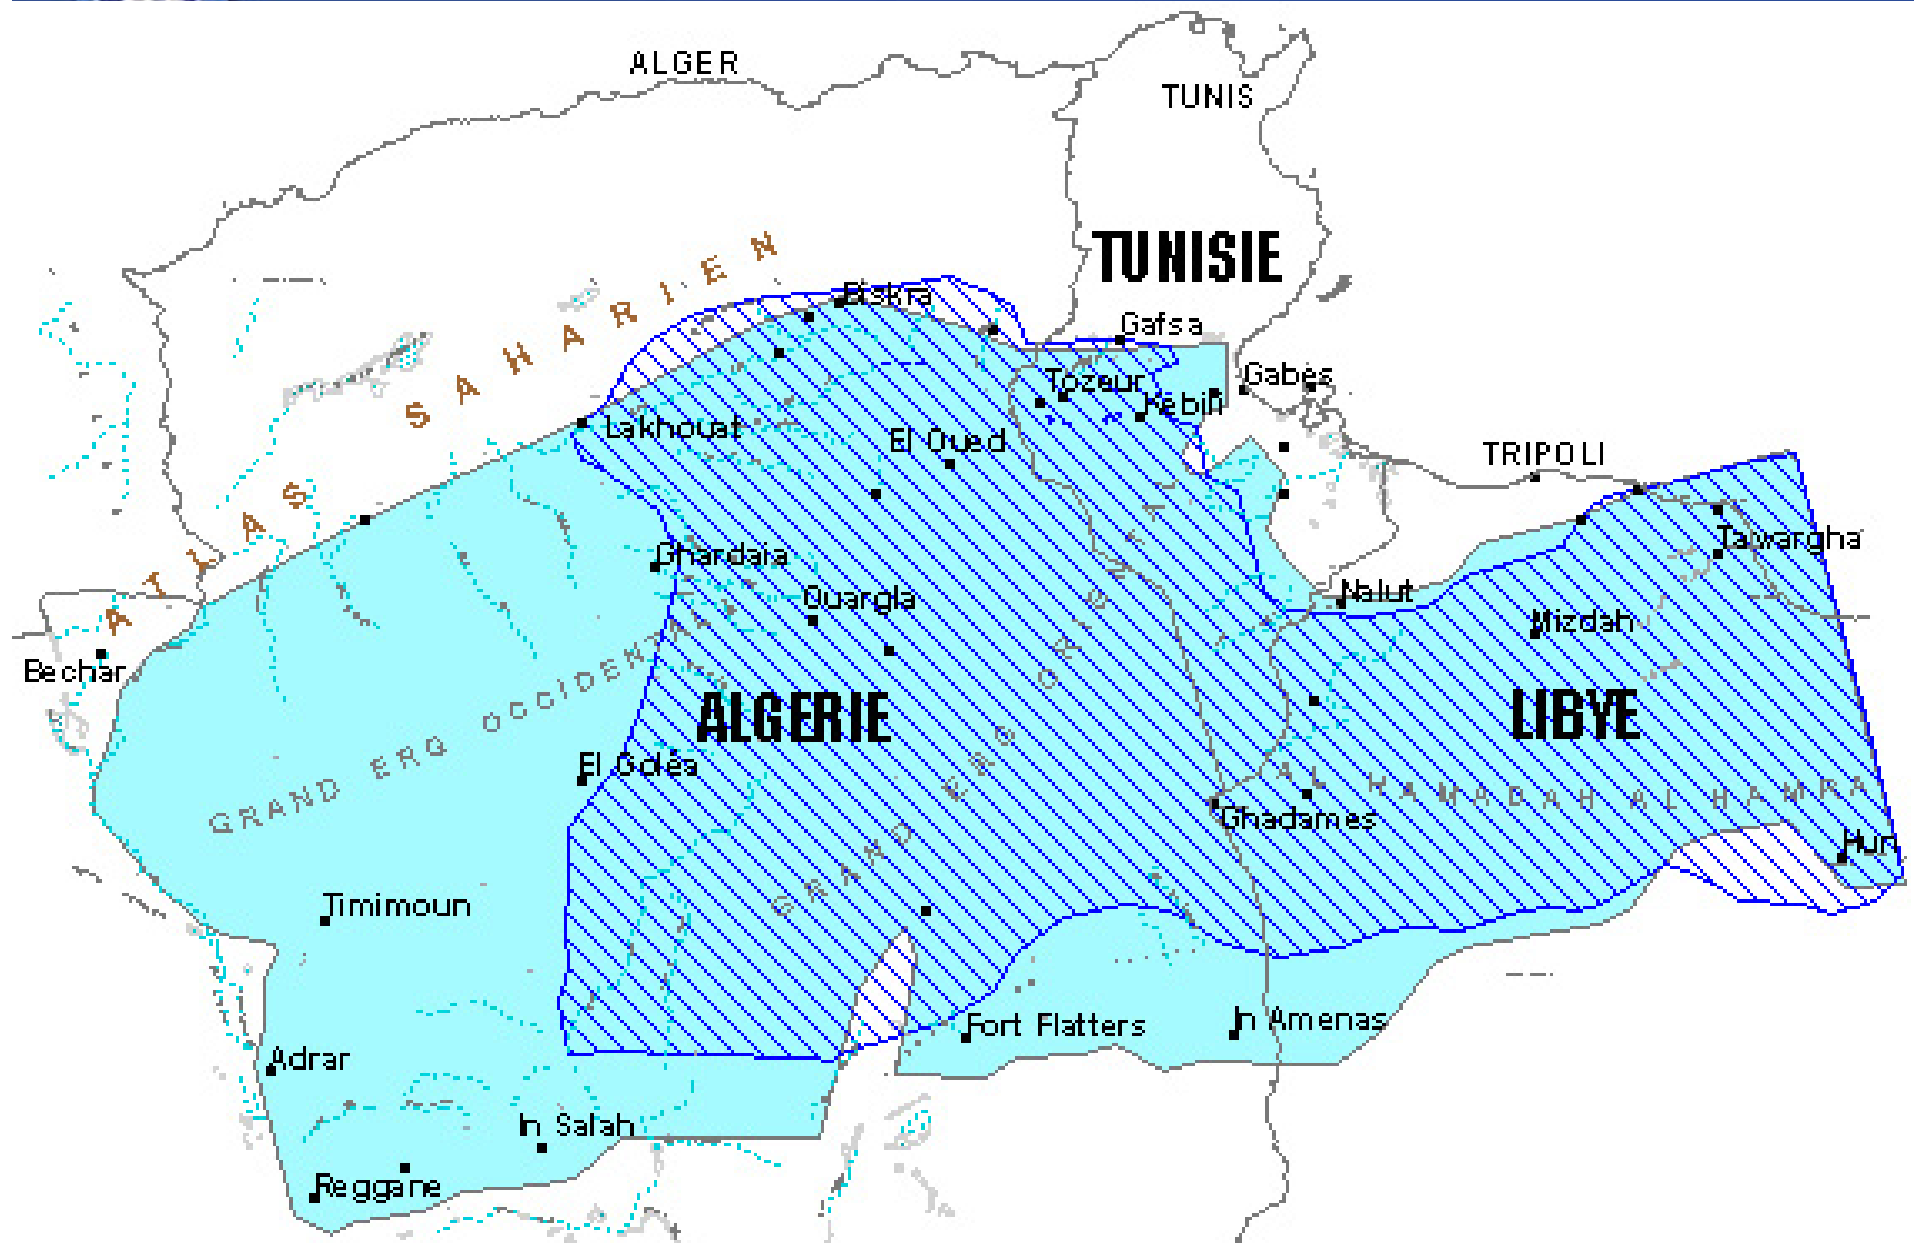 ALGER
TUNIS
TUNISIE
ATLAS SAHARIEN
Biskra
Gafsa
Tozeur
Gabes
Kebili
Lakhouat
El Oued
TRIPOLI
Tawargha
Ghardaia
Ouargla
Nalut
Mizdah
Bechar
GRAND ERG OCCIDENTAL
ALGERIE
LIBYE
El Goléa
GRAND ERG ORIENTAL
AL HAMADAH AL HAMRA
Ghadames
Hun
Timimoun
Fort Flatters
In Amenas
Adrar
In Salah
Reggane